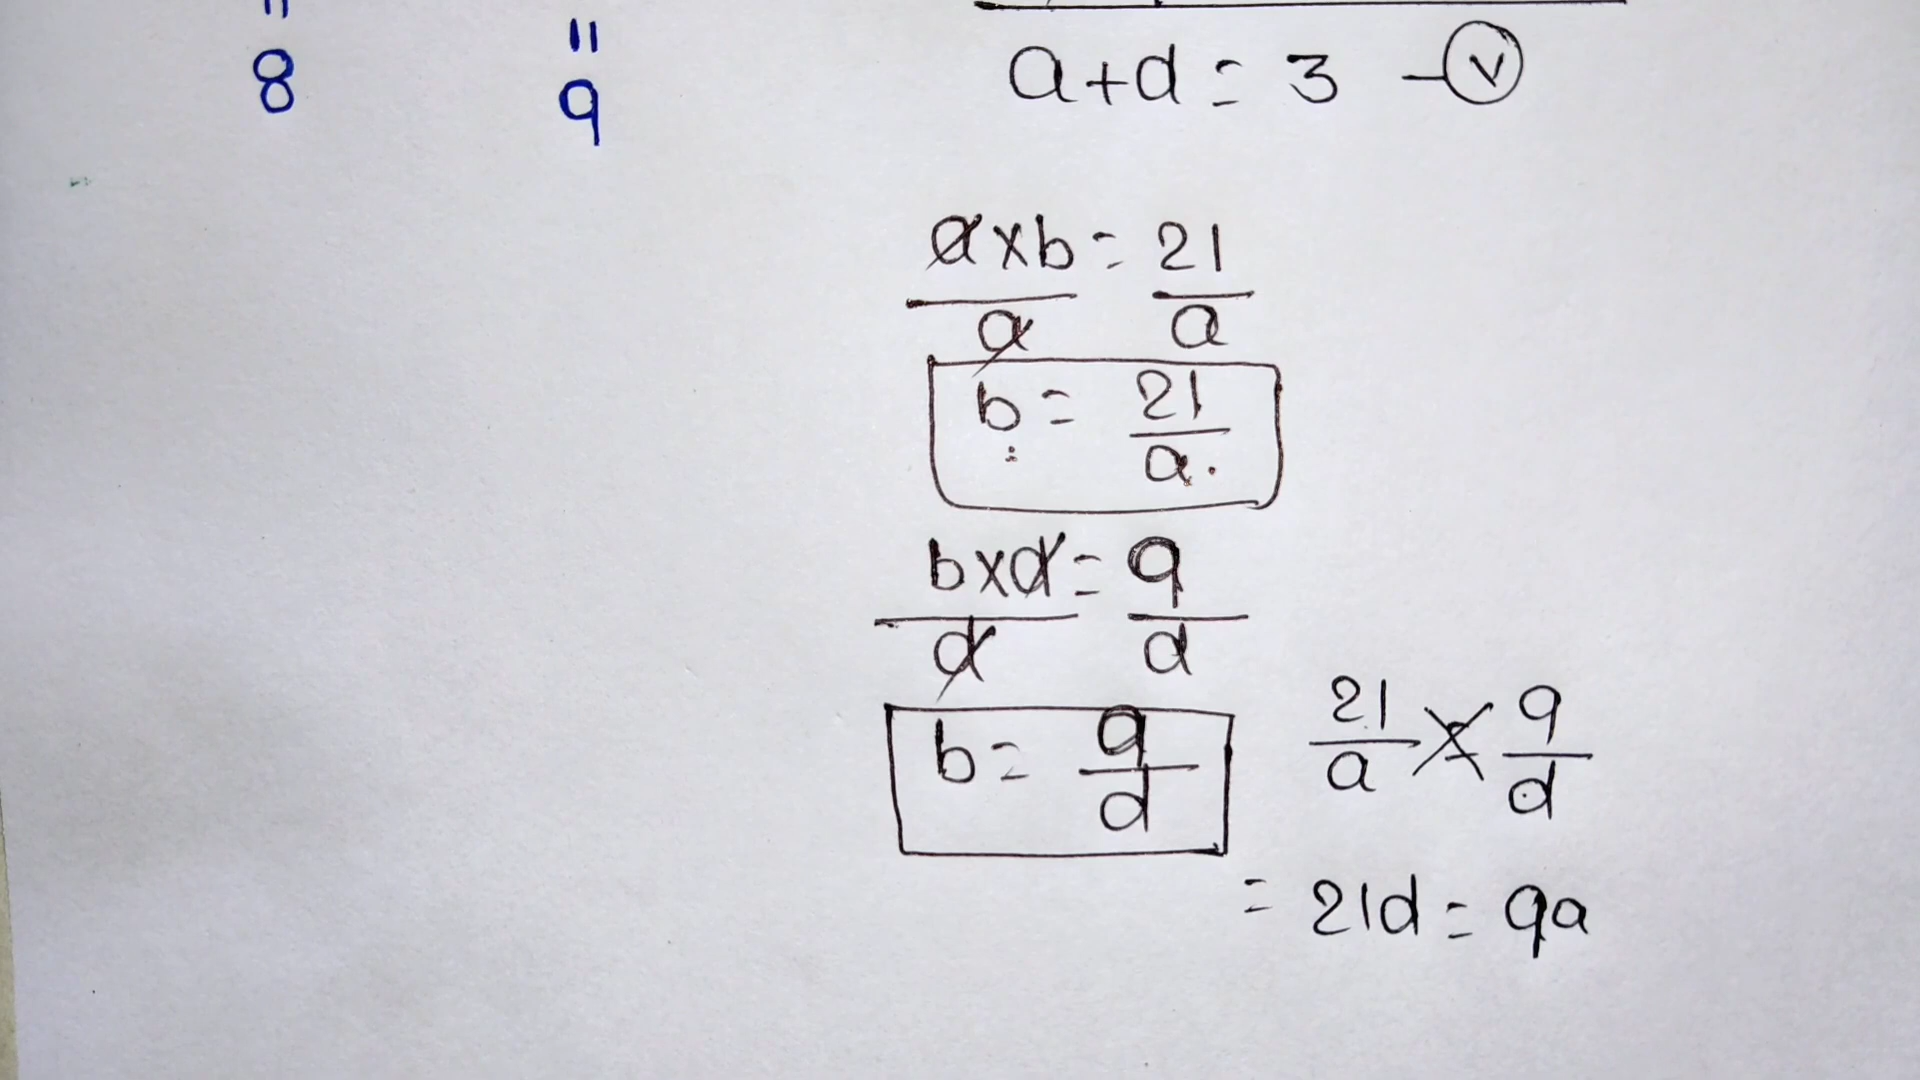 "
8
"
9
a+d = 3 - V
a x b = 21
a a
b = 21
a
b x d = 9
d d
b = 9
d
21 = 9
a d
= 21d = 9a